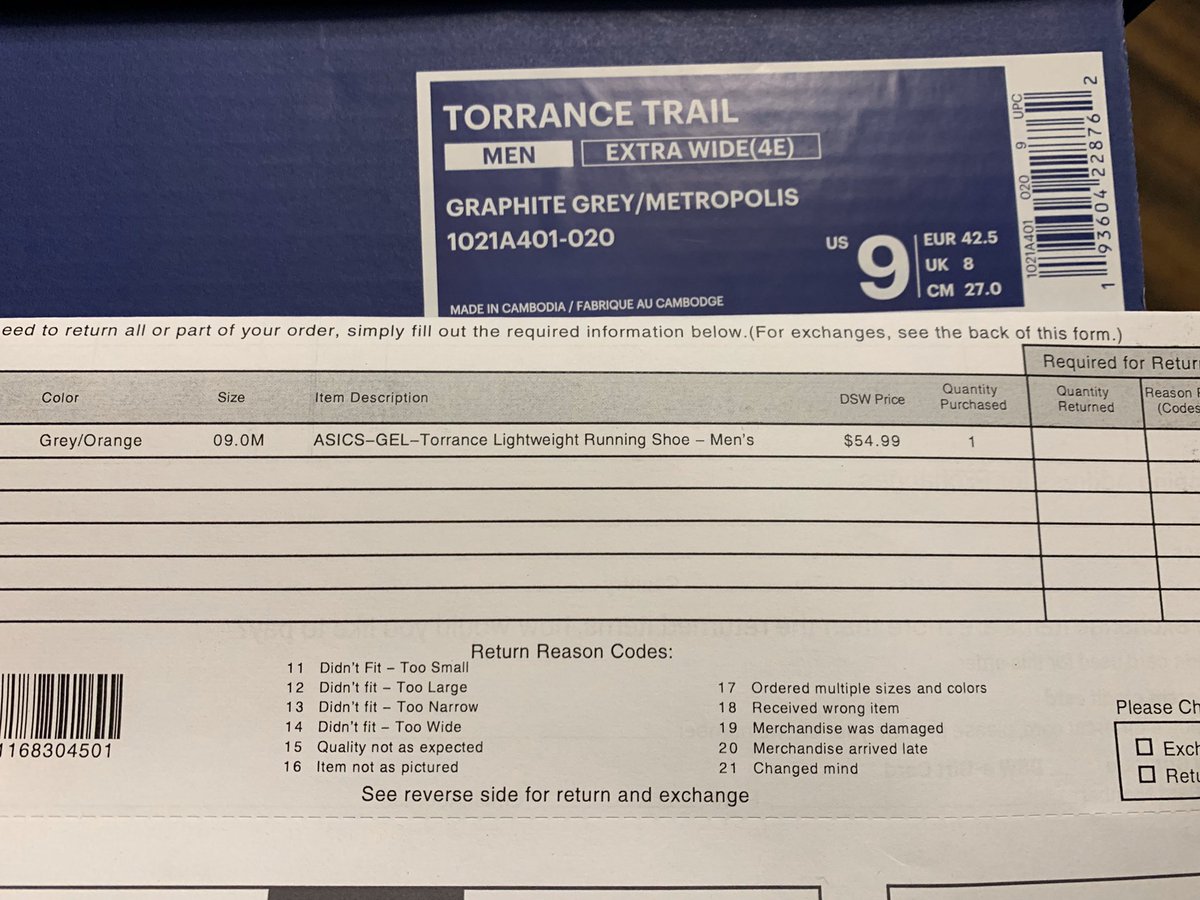 TORRANCE TRAIL
MEN EXTRA WIDE(4E)
GRAPHITE GREY/METROPOLIS
1021A401-020
US 9
EUR 42.5
UK 8
CM 27.0
MADE IN CAMBODIA / FABRIQUE AU CAMBODGE
1021A401 020 9 UPC
1 93604 22876 2
eed to return all or part of your order, simply fill out the required information below.(For exchanges, see the back of this form.)
Required for Retur
Color Size Item Description DSW Price Quantity Purchased Quantity Returned Reason (Codes
Grey/Orange 09.0M ASICS–GEL–Torrance Lightweight Running Shoe – Men's $54.99 1
Return Reason Codes:
11 Didn't Fit – Too Small
12 Didn't fit – Too Large
13 Didn't fit – Too Narrow
14 Didn't fit – Too Wide
15 Quality not as expected
16 Item not as pictured
17 Ordered multiple sizes and colors
18 Received wrong item
19 Merchandise was damaged
20 Merchandise arrived late
21 Changed mind
See reverse side for return and exchange
1168304501
Please Ch
Exch
Retu